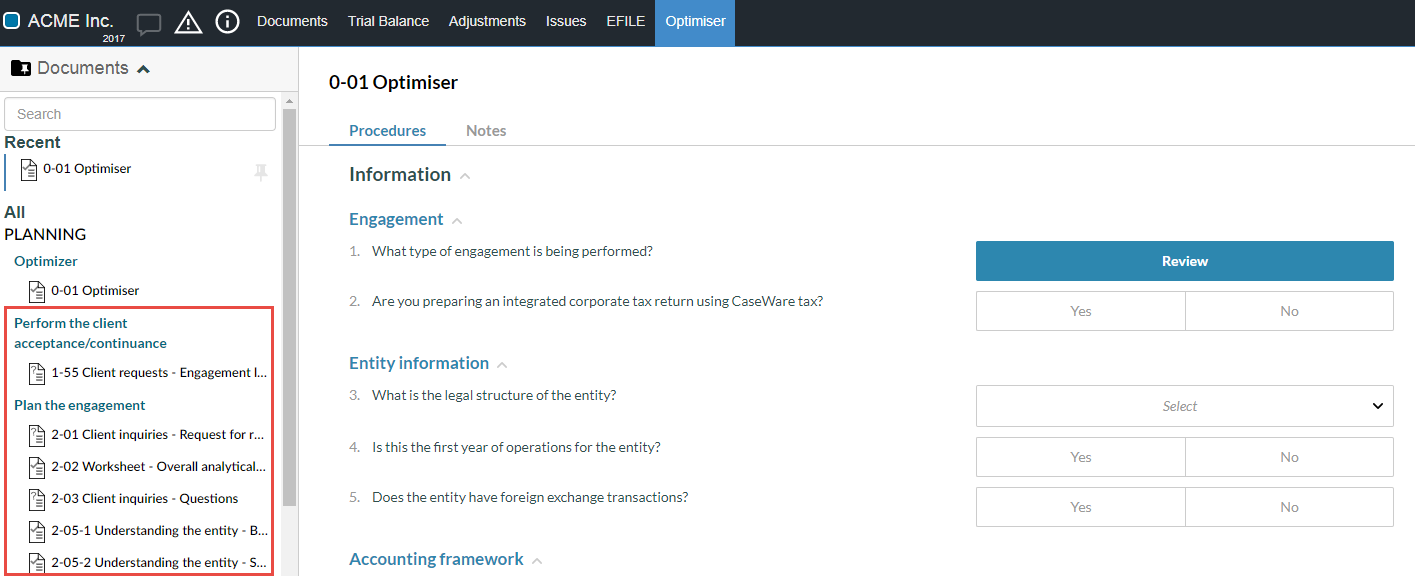 ACME Inc.
2017
Documents Trial Balance Adjustments Issues EFILE Optimiser
Documents
Search
Recent
0-01 Optimiser
All
PLANNING
Optimizer
0-01 Optimiser
Perform the client
acceptance/continuance
1-55 Client requests - Engagement I...
Plan the engagement
2-01 Client inquiries - Request for r...
2-02 Worksheet - Overall analytical...
2-03 Client inquiries - Questions
2-05-1 Understanding the entity - B...
2-05-2 Understanding the entity - S...
0-01 Optimiser
Procedures Notes
Information
Engagement
1. What type of engagement is being performed? Review
2. Are you preparing an integrated corporate tax return using CaseWare tax? Yes No
Entity information
3. What is the legal structure of the entity? Select
4. Is this the first year of operations for the entity? Yes No
5. Does the entity have foreign exchange transactions? Yes No
Accounting framework